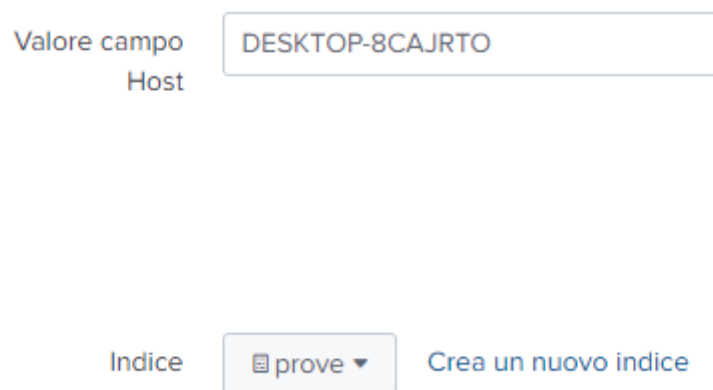 Valore campo DESKTOP-8CAJRTO
Host
Indice prove Crea un nuovo indice